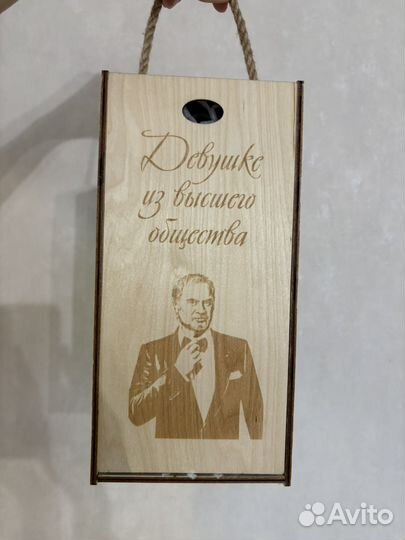 Девушке
из высшего
общества
Avito